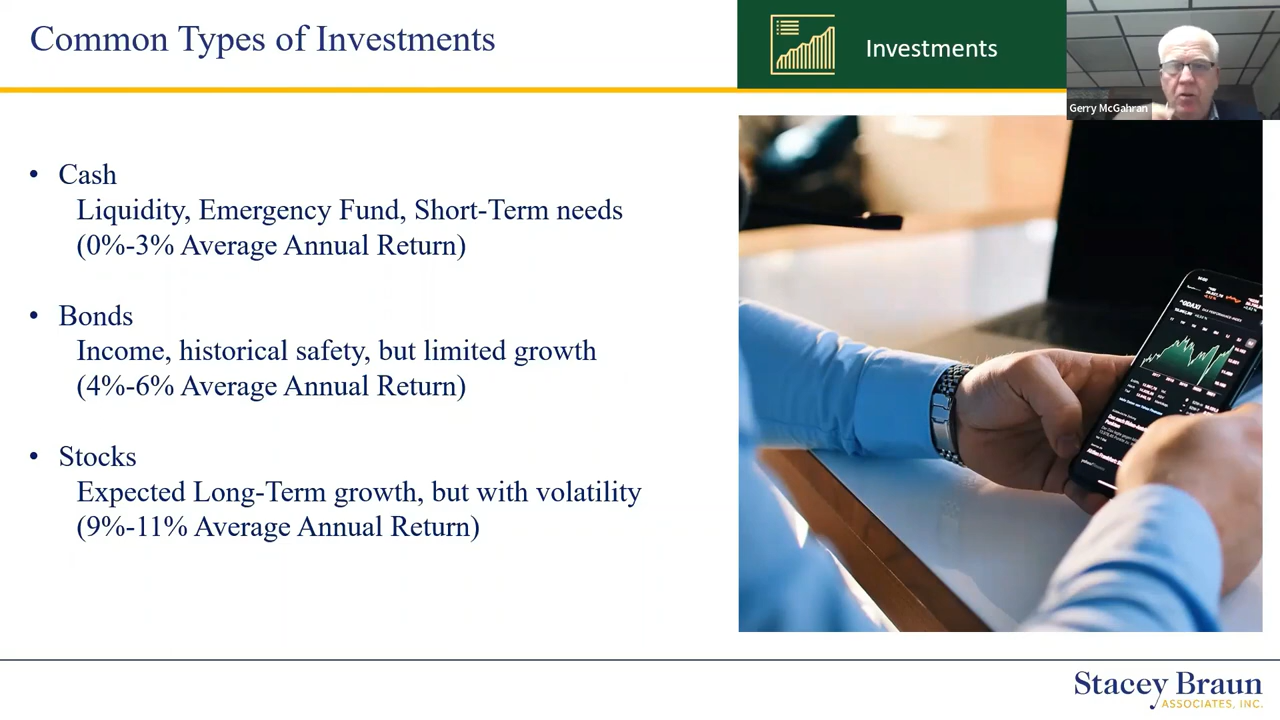 Common Types of Investments
Investments
Gerry McGahran
• Cash
Liquidity, Emergency Fund, Short-Term needs
(0%-3% Average Annual Return)
• Bonds
Income, historical safety, but limited growth
(4%-6% Average Annual Return)
• Stocks
Expected Long-Term growth, but with volatility
(9%-11% Average Annual Return)
Stacey Braun
ASSOCIATES, INC.